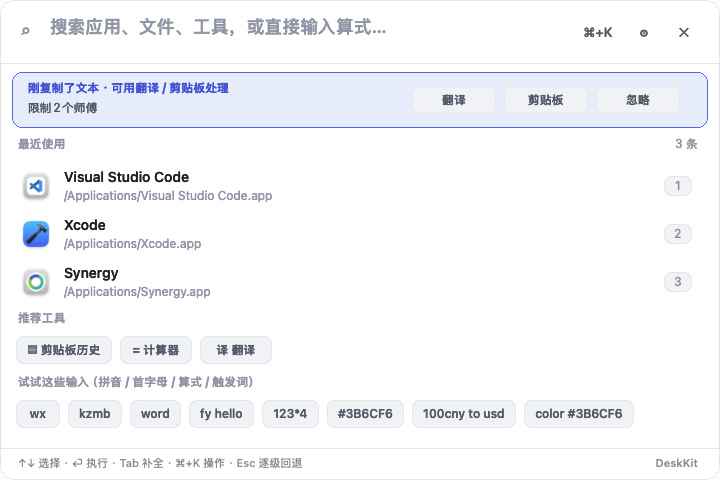 搜索应用、文件、工具，或直接输入算式...
⌘+K
刚复制了文本 · 可用翻译 / 剪贴板处理
限制2个师傅
翻译
剪贴板
忽略
最近使用
3 条
Visual Studio Code
/Applications/Visual Studio Code.app
1
Xcode
/Applications/Xcode.app
2
Synergy
/Applications/Synergy.app
3
推荐工具
▤ 剪贴板历史
= 计算器
译 翻译
试试这些输入（拼音 / 首字母 / 算式 / 触发词）
wx
kzmb
word
fy hello
123*4
#3B6CF6
100cny to usd
color #3B6CF6
↑↓ 选择 · ↩ 执行 · Tab 补全 · ⌘+K 操作 · Esc 逐级回退
DeskKit